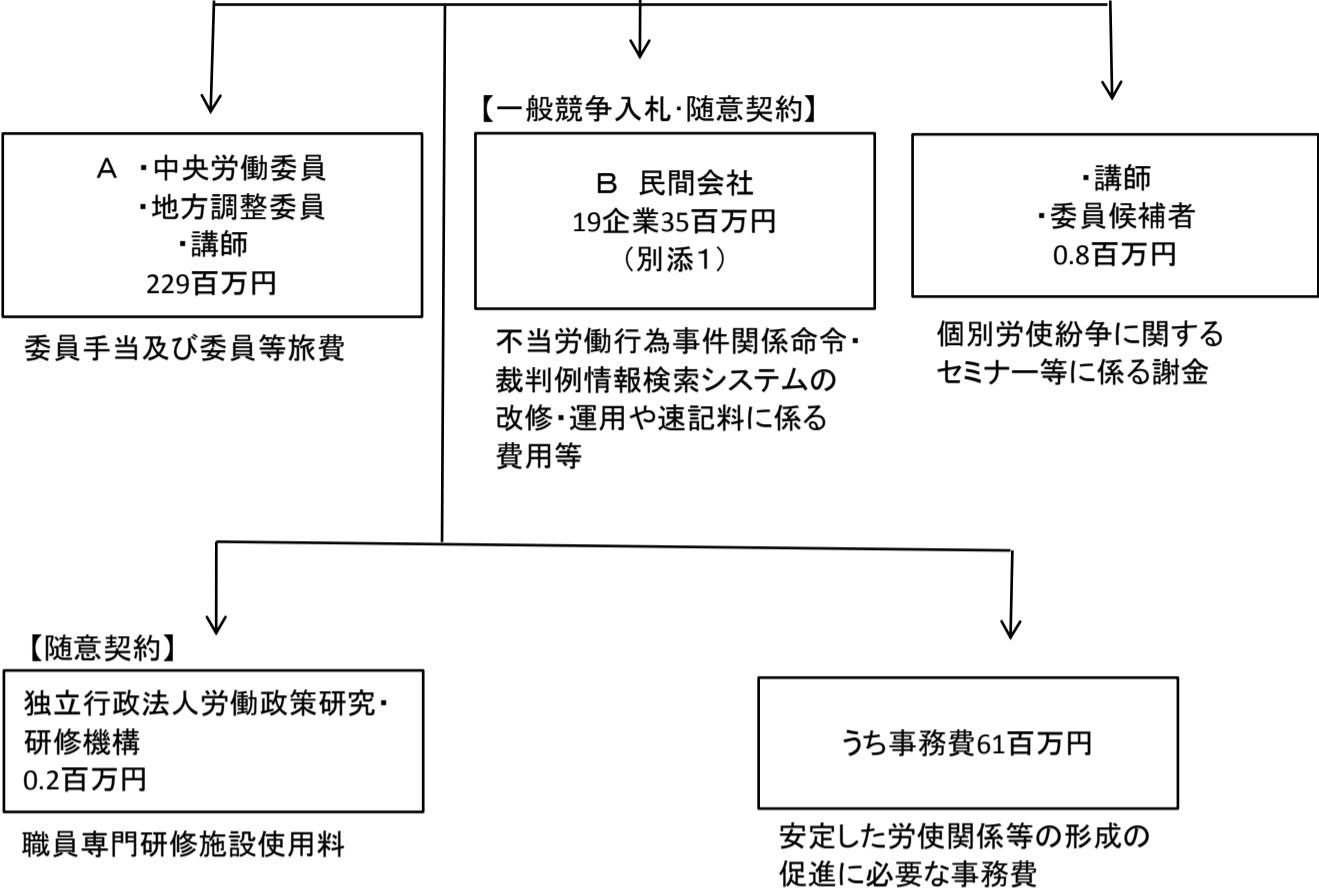 A ・中央労働委員
・地方調整委員
・講師
229百万円
委員手当及び委員等旅費
【一般競争入札・随意契約】
B 民間会社
19企業35百万円
（別添１）
不当労働行為事件関係命令・
裁判例情報検索システムの
改修・運用や速記料に係る
費用等
・講師
・委員候補者
0.8百万円
個別労使紛争に関する
セミナー等に係る謝金
【随意契約】
独立行政法人労働政策研究・
研修機構
0.2百万円
職員専門研修施設使用料
うち事務費61百万円
安定した労使関係等の形成の
促進に必要な事務費